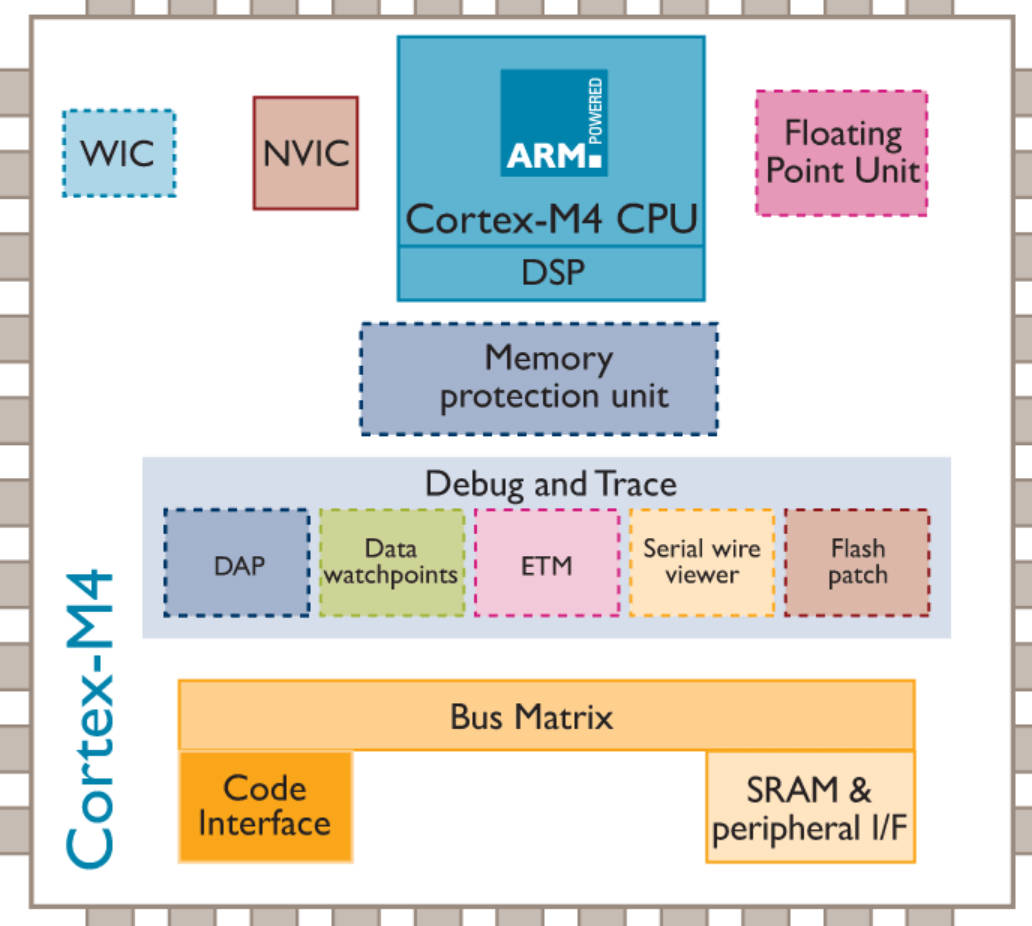 WIC
NVIC
ARM POWERED
Cortex-M4 CPU
DSP
Floating
Point Unit
Memory
protection unit
Debug and Trace
DAP
Data
watchpoints
ETM
Serial wire
viewer
Flash
patch
Cortex-M4
Bus Matrix
Code
Interface
SRAM &
peripheral I/F